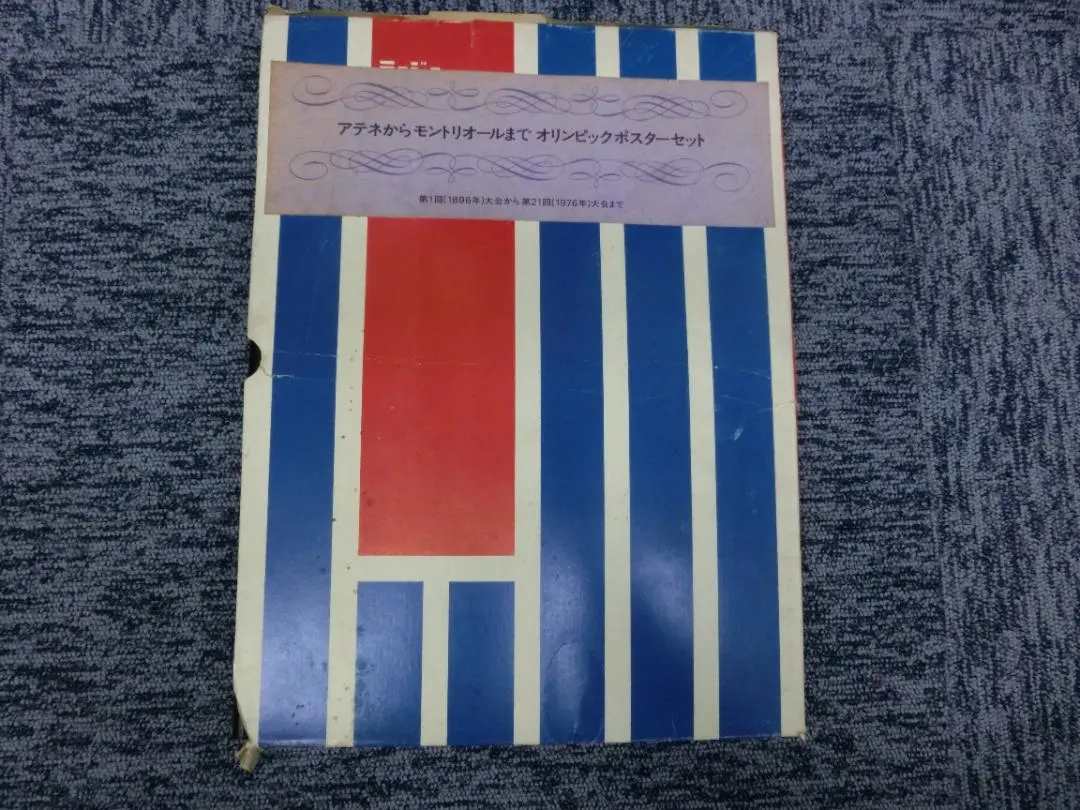 アテネからモントリオールまで オリンピックポスターセット
第1回(1896年)大会から第21回(1976年)大会まで